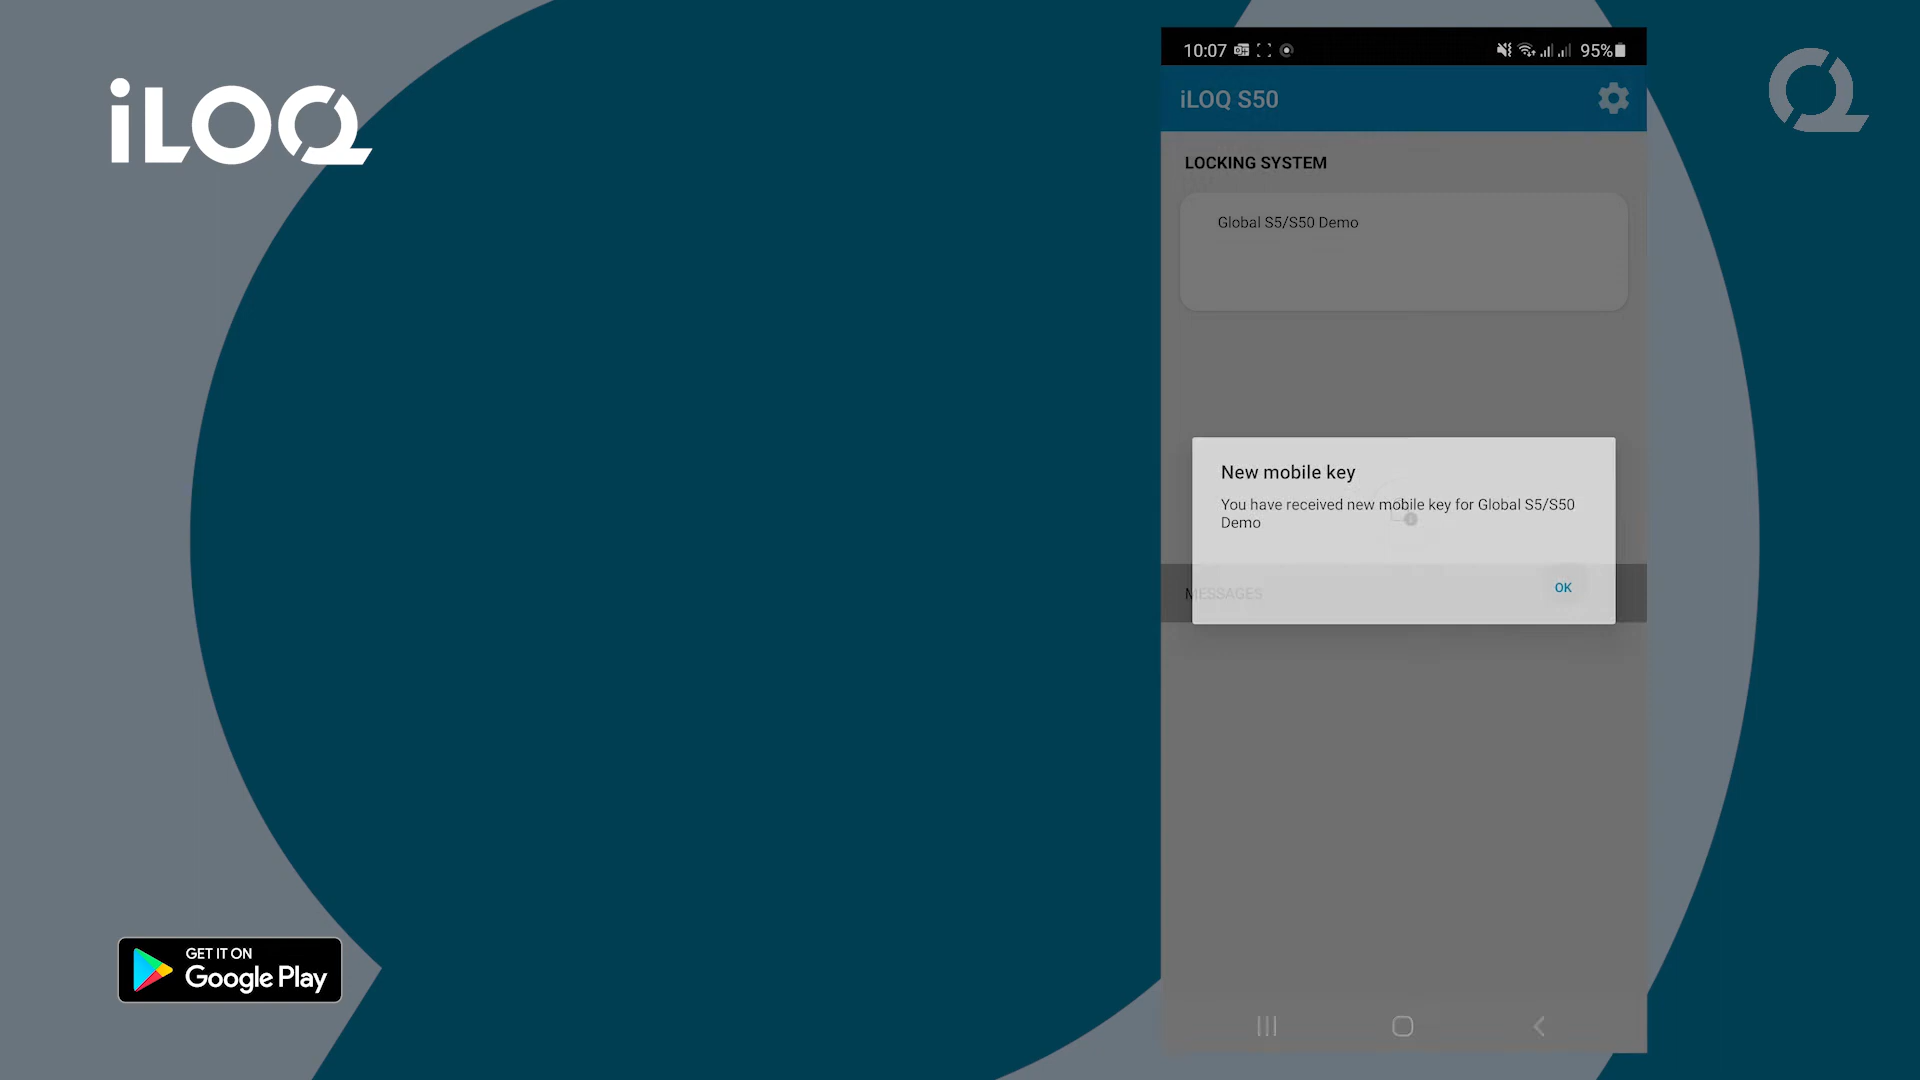 iLOQ
10:07
95%
iLOQ S50
LOCKING SYSTEM
Global S5/S50 Demo
New mobile key
You have received new mobile key for Global S5/S50
Demo
OK
MESSAGES
GET IT ON
Google Play